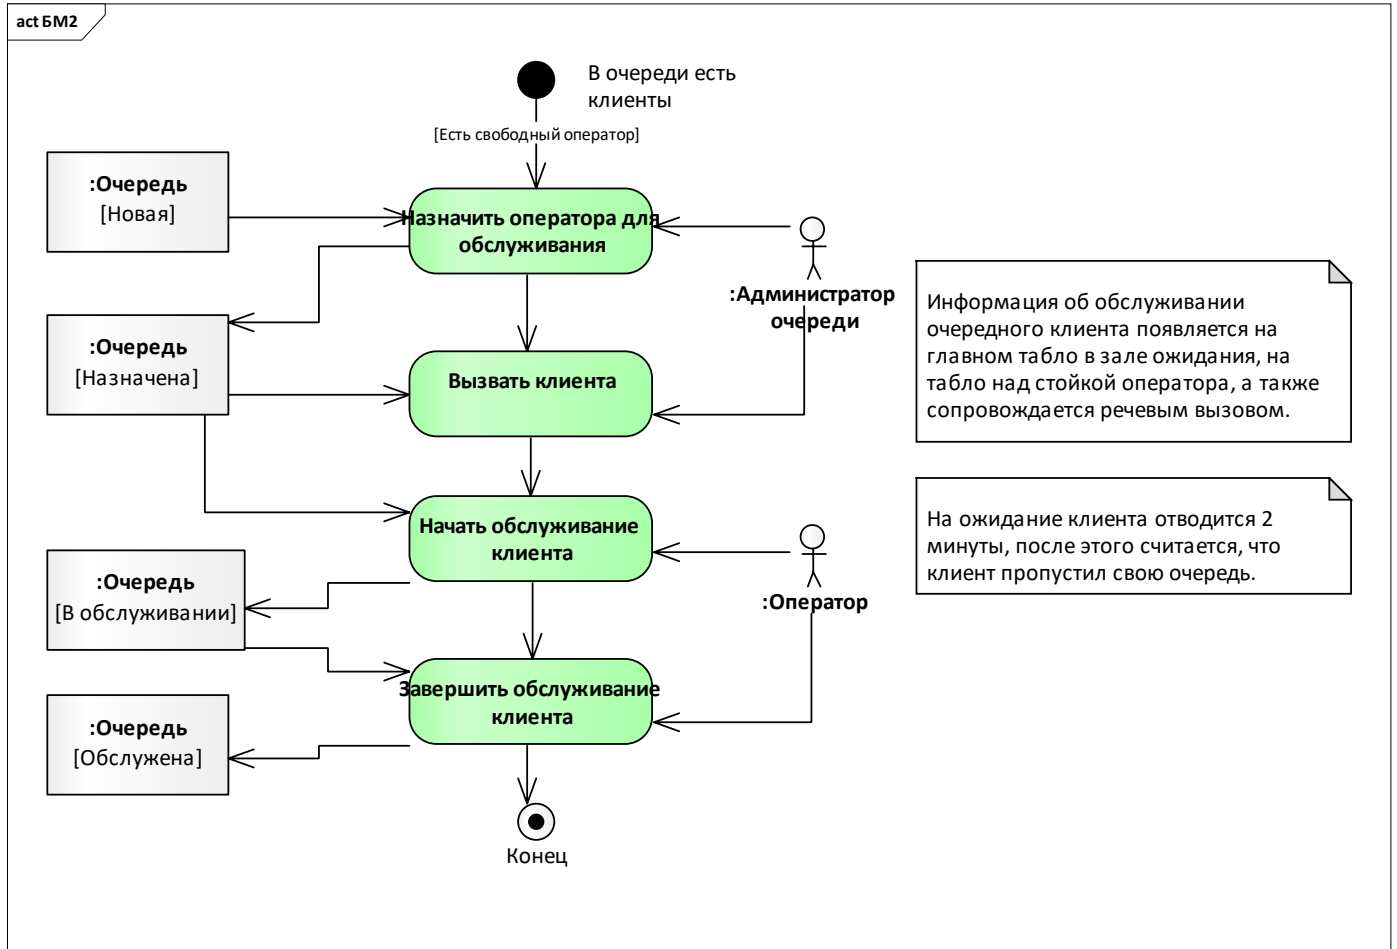 act БМ2
В очереди есть
клиенты
[Есть свободный оператор]
:Очередь
[Новая]
Назначить оператора для
обслуживания
:Администратор
очереди
Информация об обслуживании
очередного клиента появляется на
главном табло в зале ожидания, на
табло над стойкой оператора, а также
сопровождается речевым вызовом.
:Очередь
[Назначена]
Вызвать клиента
Начать обслуживание
клиента
На ожидание клиента отводится 2
минуты, после этого считается, что
клиент пропустил свою очередь.
:Оператор
:Очередь
[В обслуживании]
Завершить обслуживание
клиента
:Очередь
[Обслужена]
Конец